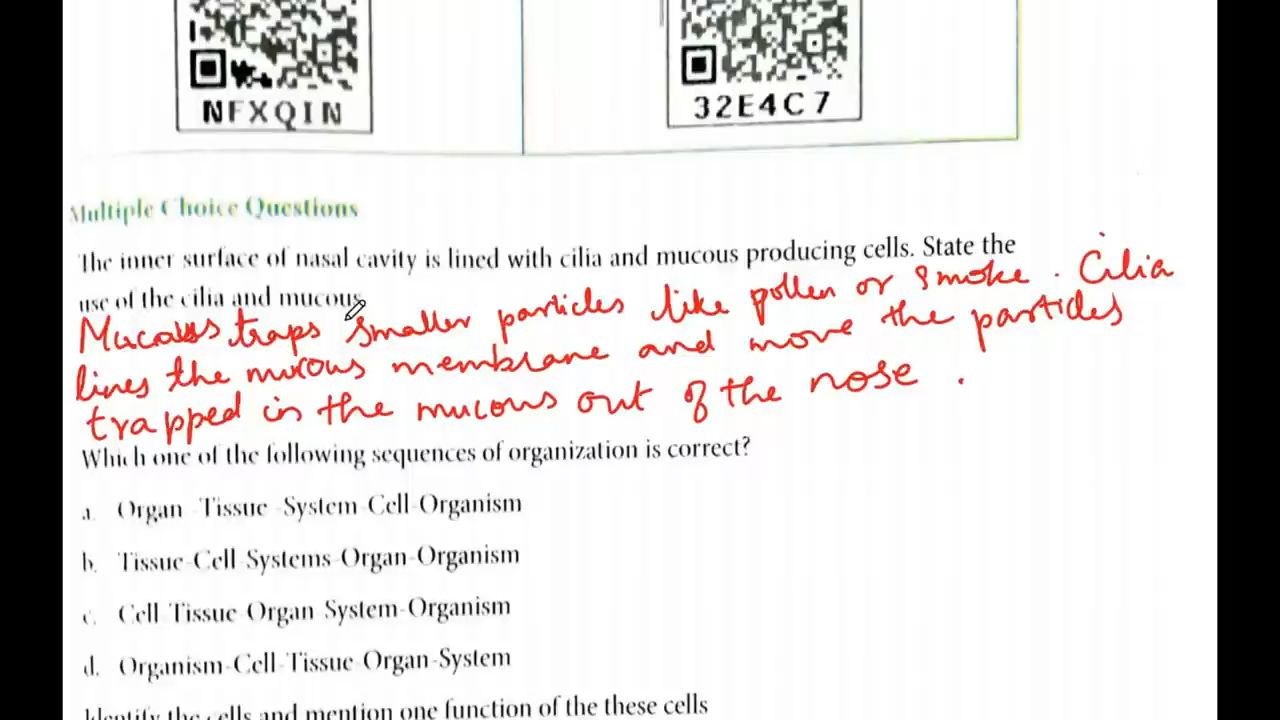 NFXQIN
32E4C7
Multiple Choice Questions
The inner surface of nasal cavity is lined with cilia and mucous producing cells. State the
use of the cilia and mucous
Mucous traps smaller particles like pollen or smoke. Cilia
lines the mucous membrane and move the particles
trapped in the mucous out of the nose.
Which one of the following sequences of organization is correct?
a. Organ-Tissue-System-Cell-Organism
b. Tissue-Cell-Systems-Organ-Organism
c. Cell-Tissue-Organ-System-Organism
d. Organism-Cell-Tissue-Organ-System
Identify the cells and mention one function of the these cells